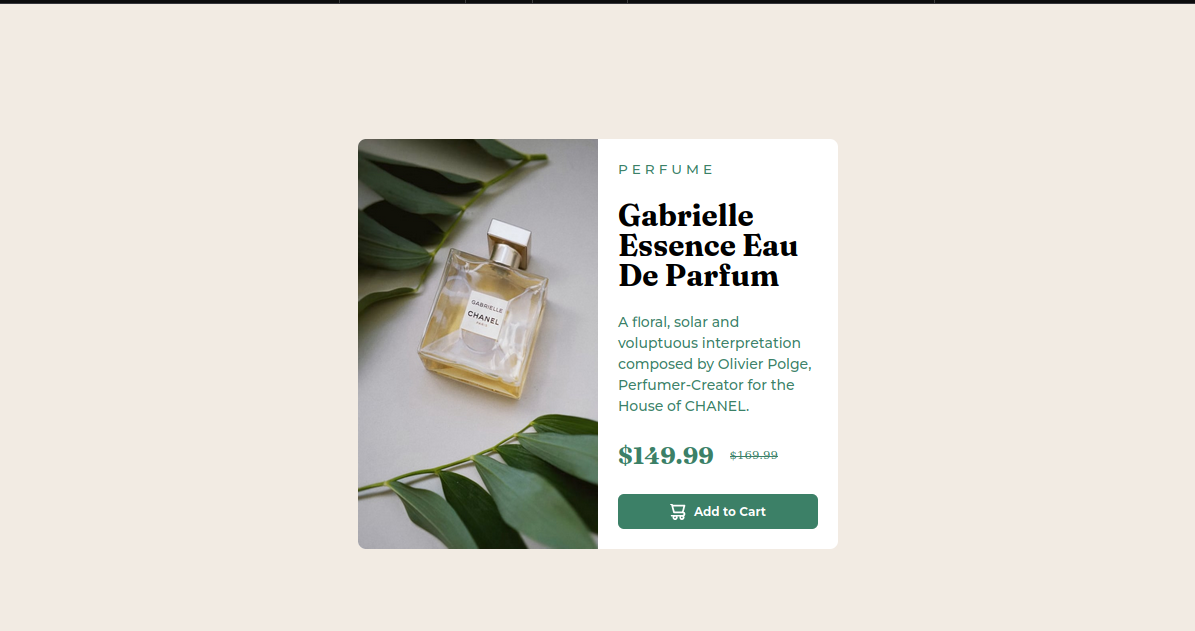 GABRIELLE
CHANEL
PARIS
PERFUME
Gabrielle
Essence Eau
De Parfum
A floral, solar and
voluptuous interpretation
composed by Olivier Polge,
Perfumer-Creator for the
House of CHANEL.
$149.99 $169.99
Add to Cart